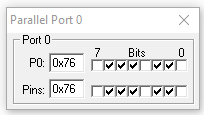 Parallel Port 0
Port 0
7 Bits 0
P0: 0x76
Pins: 0x76